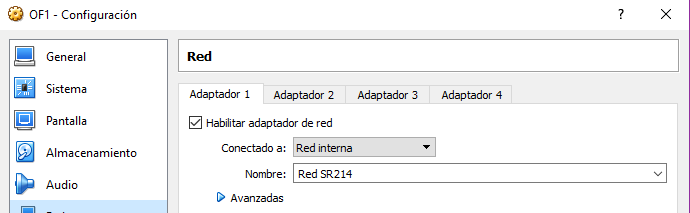 OF1 - Configuración
?
General
Sistema
Pantalla
Almacenamiento
Audio
Red
Adaptador 1
Adaptador 2
Adaptador 3
Adaptador 4
Habilitar adaptador de red
Conectado a: Red interna
Nombre: Red SR214
Avanzadas